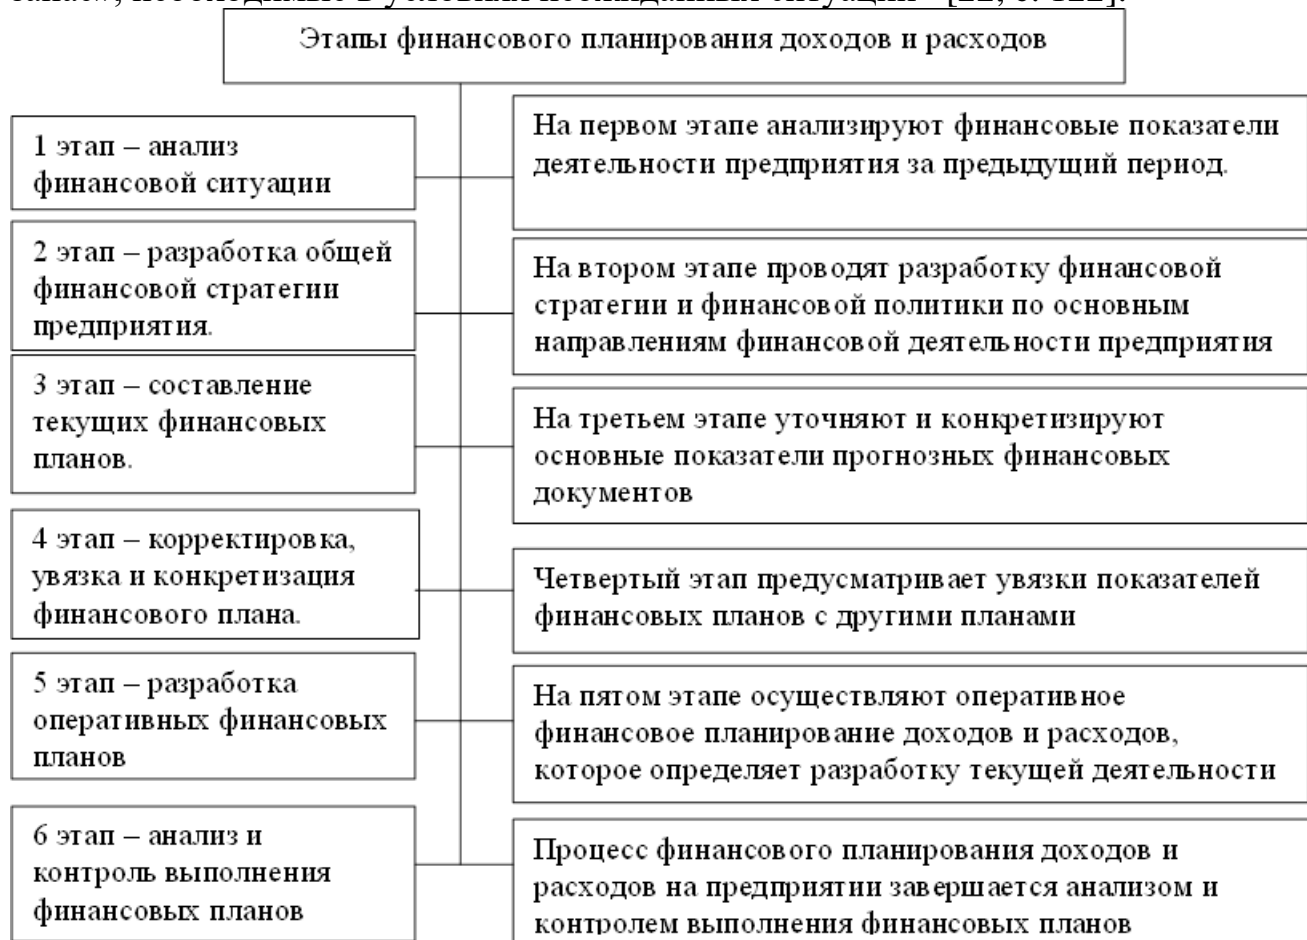 Этапы финансового планирования доходов и расходов
1 этап – анализ
финансовой ситуации
На первом этапе анализируют финансовые показатели
деятельности предприятия за предыдущий период.
2 этап – разработка общей
финансовой стратегии
предприятия.
На втором этапе проводят разработку финансовой
стратегии и финансовой политики по основным
направлениям финансовой деятельности предприятия
3 этап – составление
текущих финансовых
планов.
На третьем этапе уточняют и конкретизируют
основные показатели прогнозных финансовых
документов
4 этап – корректировка,
увязка и конкретизация
финансового плана.
Четвертый этап предусматривает увязки показателей
финансовых планов с другими планами
5 этап – разработка
оперативных финансовых
планов
На пятом этапе осуществляют оперативное
финансовое планирование доходов и расходов,
которое определяет разработку текущей деятельности
6 этап – анализ и
контроль выполнения
финансовых планов
Процесс финансового планирования доходов и
расходов на предприятии завершается анализом и
контролем выполнения финансовых планов